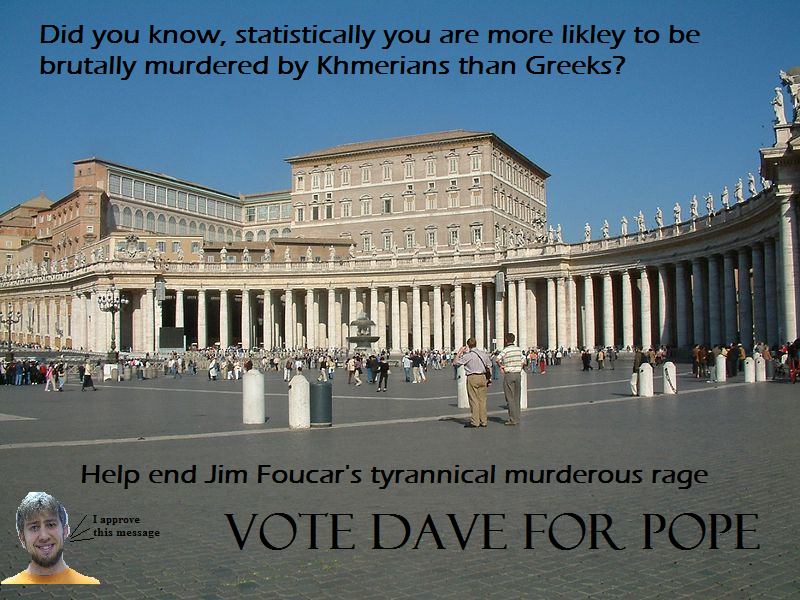 Did you know, statistically you are more likley to be
brutally murdered by Khmerians than Greeks?
Help end Jim Foucar's tyrannical murderous rage
I approve
this message
VOTE DAVE FOR POPE